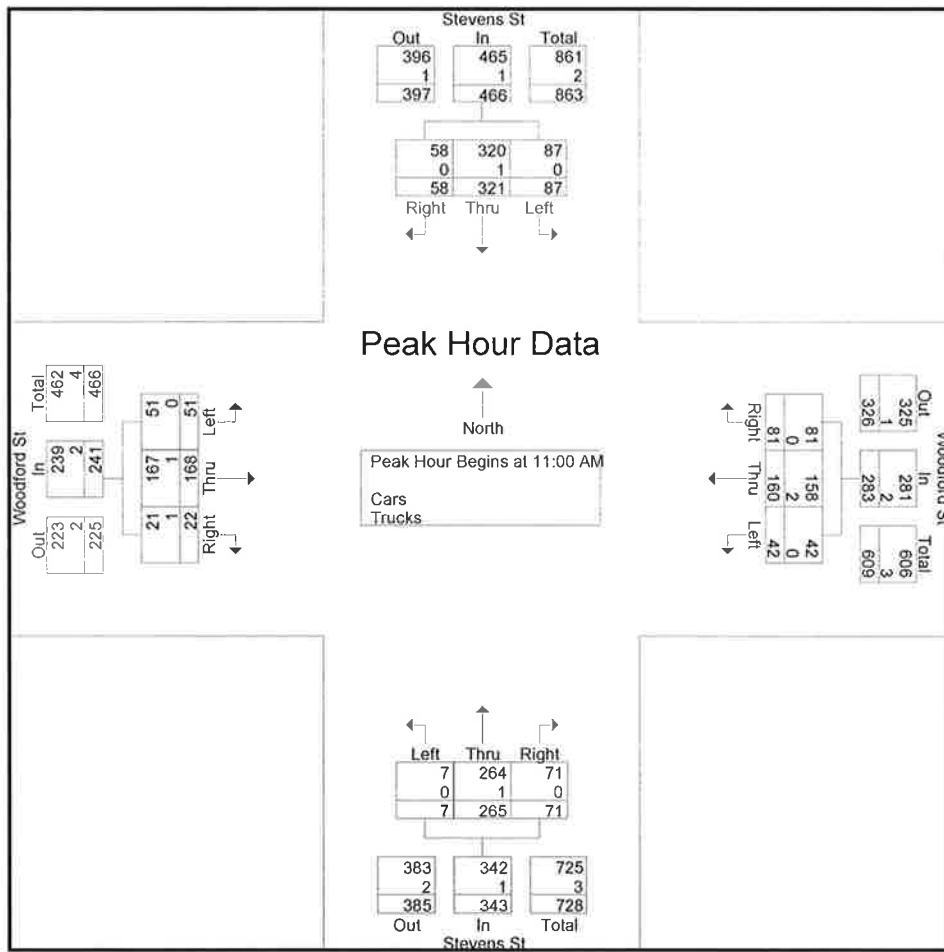 Stevens St
Out In Total
396 465 861
1 1 2
397 466 863
58 320 87
0 1 0
58 321 87
Right Thru Left
Peak Hour Data
North
Peak Hour Begins at 11:00 AM
Cars
Trucks
Woodford St
Total In Out
462 239 223
4 2 2
466 241 225
51 167 21
0 1 1
51 168 22
Left Thru Right
Right Thru Left
81 160 42
0 2 0
81 158 42
Out In Total
325 281 606
1 2 3
326 283 609
Woodford St
Left Thru Right
7 264 71
0 1 0
7 265 71
383 342 725
2 1 3
385 343 728
Out In Total
Stevens St